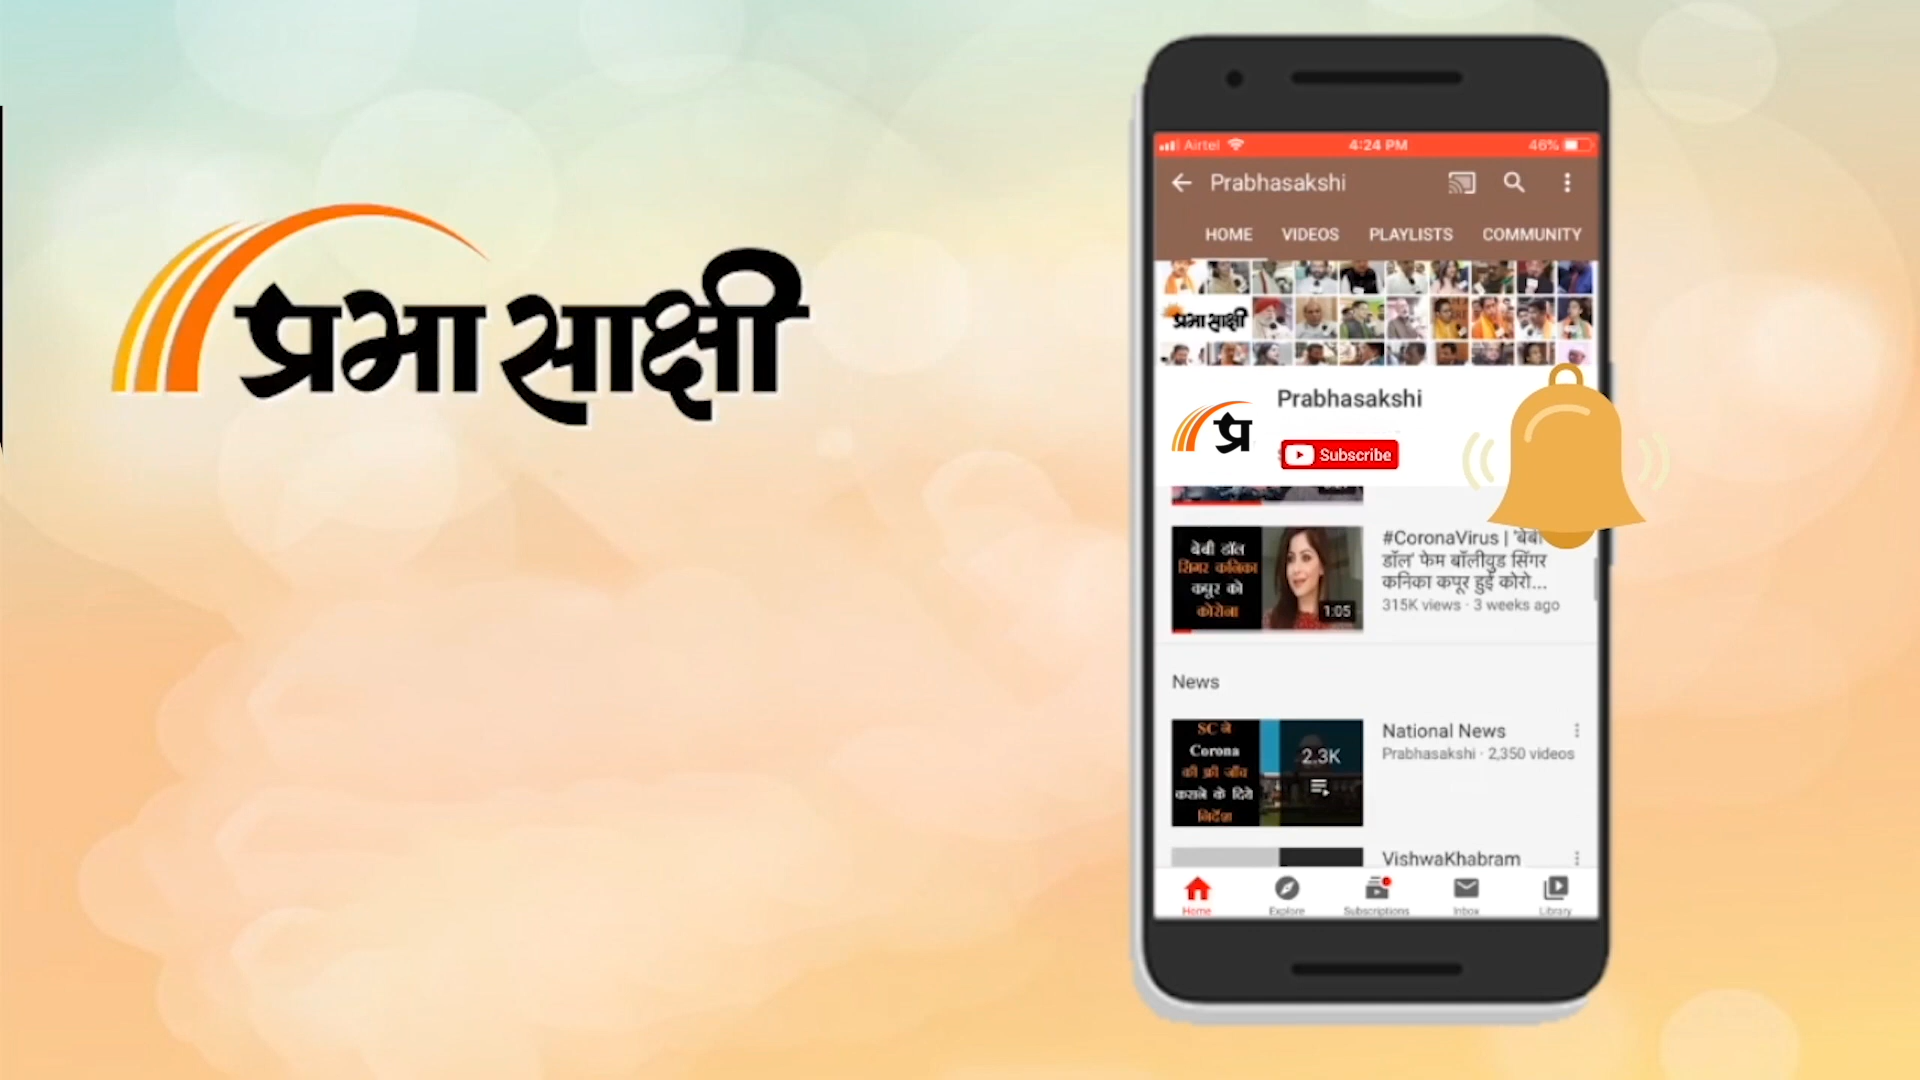 प्रभा साक्षी
Airtel 4:24 PM 46%
Prabhasakshi
HOME VIDEOS PLAYLISTS COMMUNITY
प्रभा साक्षी
Prabhasakshi
प्र
Subscribe
बेबी डॉल
सिंगर कनिका
कपूर को
कोरोना
1:05
#CoronaVirus | 'बेबी
डॉल' फेम बॉलीवुड सिंगर
कनिका कपूर हुईं कोरो...
315K views · 3 weeks ago
News
SC ने
Corona
की फ्री जाँच
कराने के दिये
निर्देश
2.3K
National News
Prabhasakshi · 2,350 videos
VishwaKhabram
Home Explore Subscriptions Inbox Library